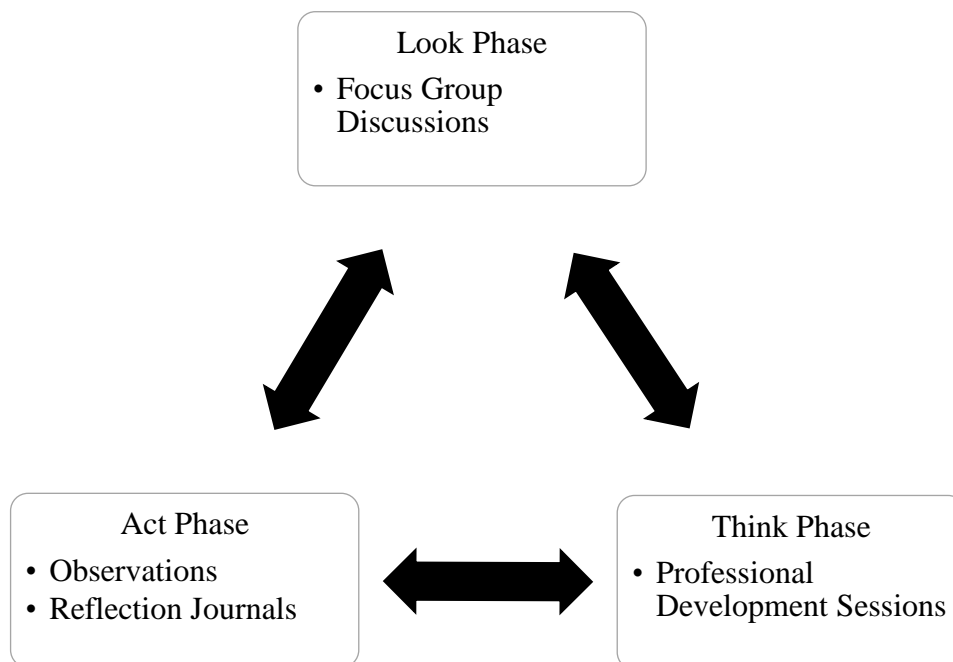 Look Phase
• Focus Group
Discussions
Act Phase
• Observations
• Reflection Journals
Think Phase
• Professional
Development Sessions